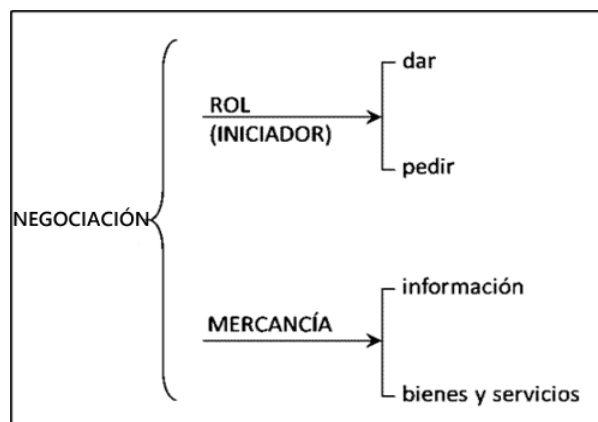 NEGOCIACIÓN
ROL
(INICIADOR)
dar
pedir
MERCANCÍA
información
bienes y servicios